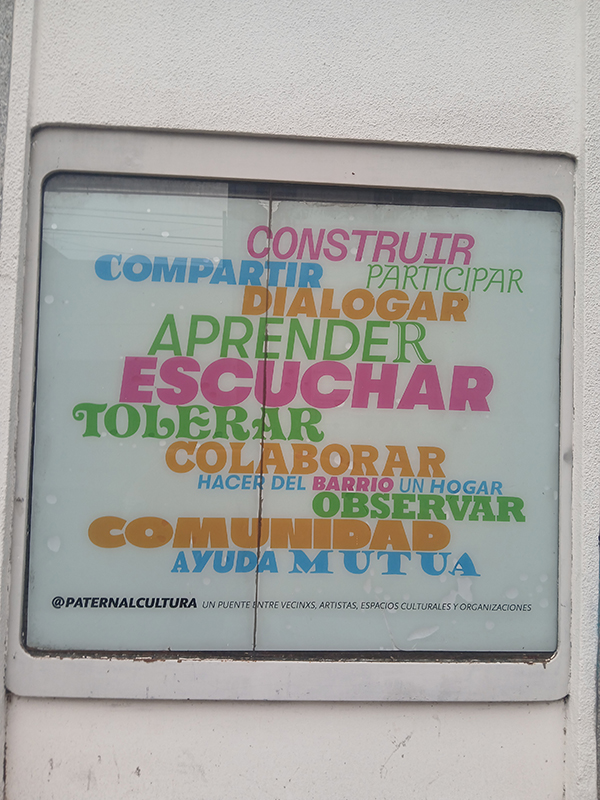 CONSTRUIR
COMPARTIR PARTICIPAR
DIALOGAR
APRENDER
ESCUCHAR
TOLERAR
COLABORAR
HACER DEL BARRIO UN HOGAR
OBSERVAR
COMUNIDAD
AYUDA MUTUA
@PATERNALCULTURA UN PUENTE ENTRE VECINXS, ARTISTAS, ESPACIOS CULTURALES Y ORGANIZACIONES